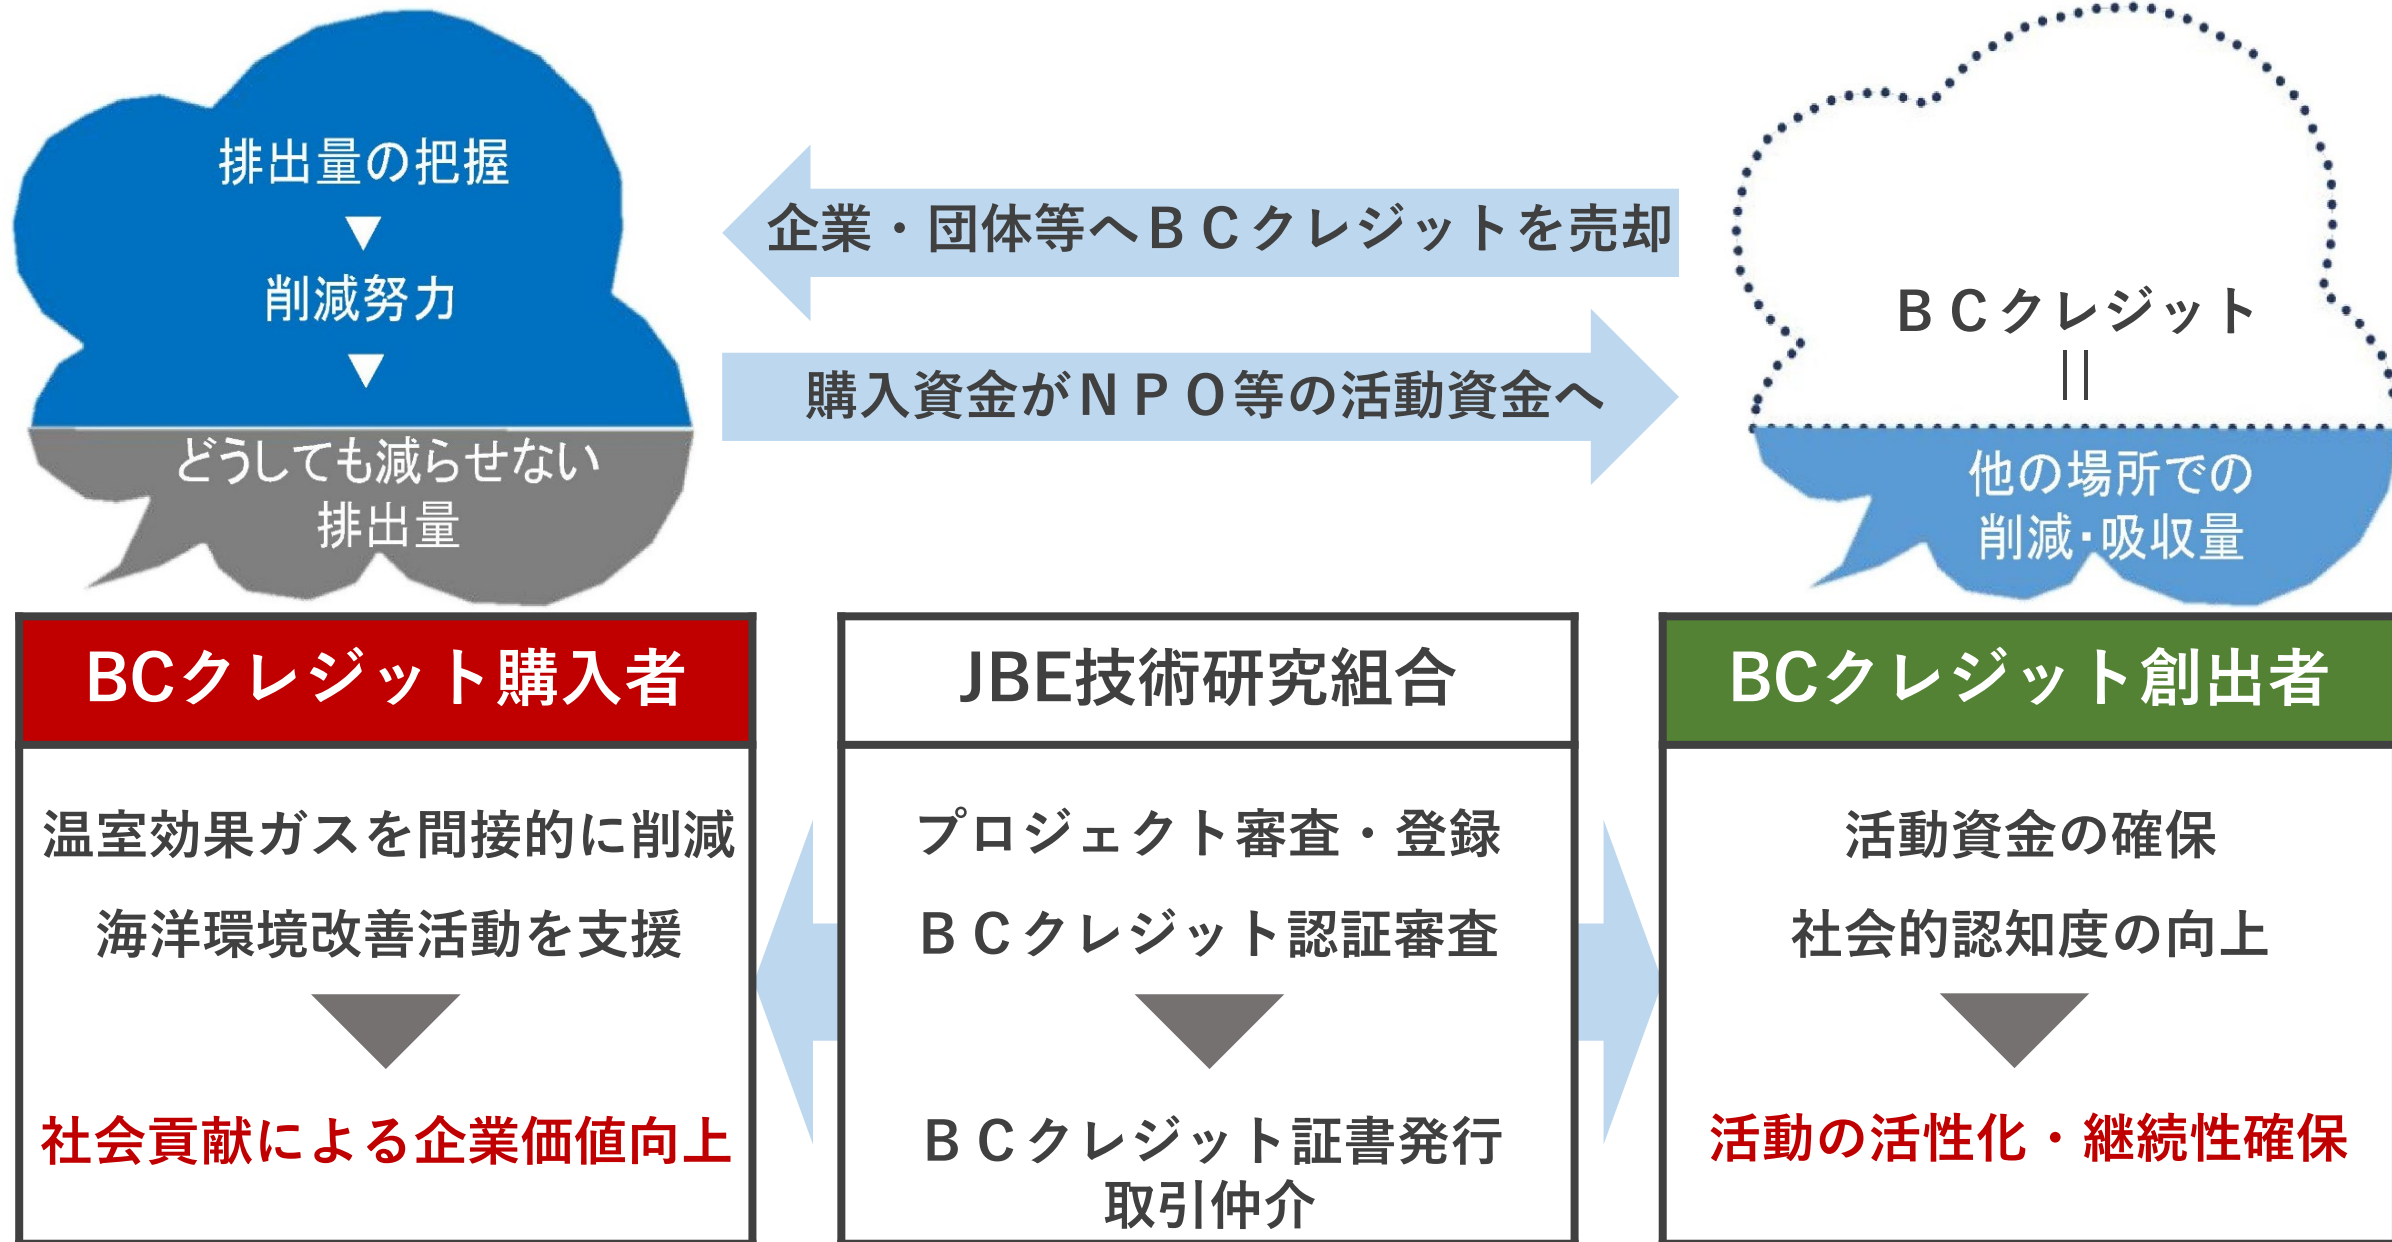 排出量の把握
▼
削減努力
▼
どうしても減らせない
排出量
企業・団体等へＢＣクレジットを売却
購入資金がＮＰＯ等の活動資金へ
ＢＣクレジット
||
他の場所での
削減・吸収量
BCクレジット購入者
温室効果ガスを間接的に削減
海洋環境改善活動を支援
社会貢献による企業価値向上
JBE技術研究組合
プロジェクト審査・登録
ＢＣクレジット認証審査
ＢＣクレジット証書発行
取引仲介
BCクレジット創出者
活動資金の確保
社会的認知度の向上
活動の活性化・継続性確保